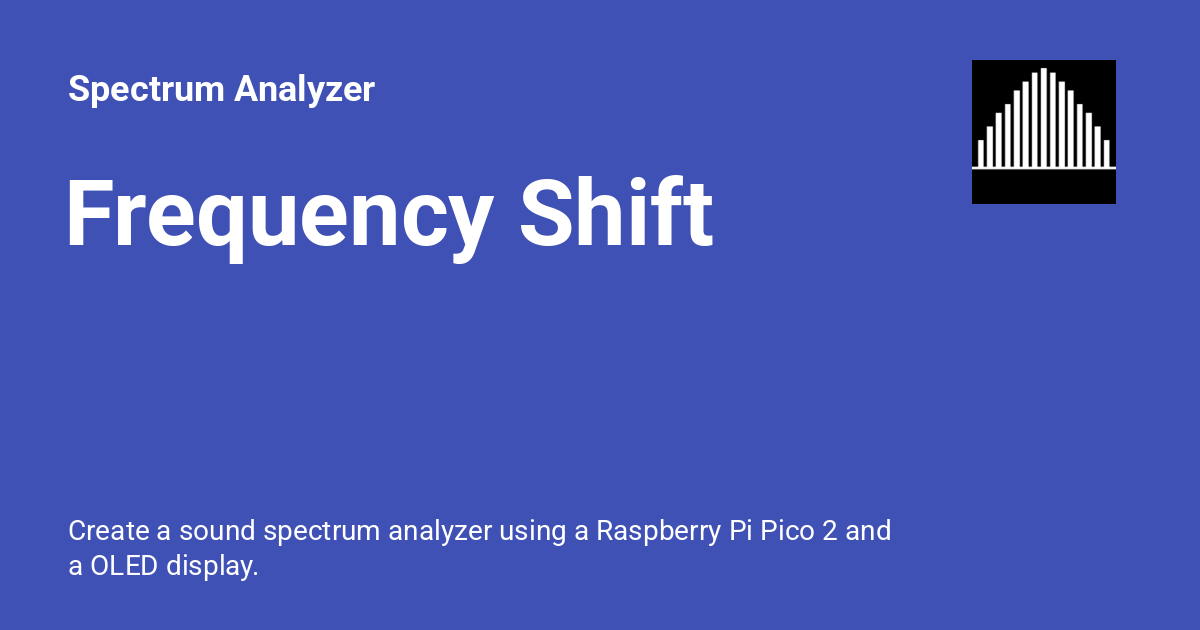 Spectrum Analyzer
Frequency Shift
Create a sound spectrum analyzer using a Raspberry Pi Pico 2 and
a OLED display.